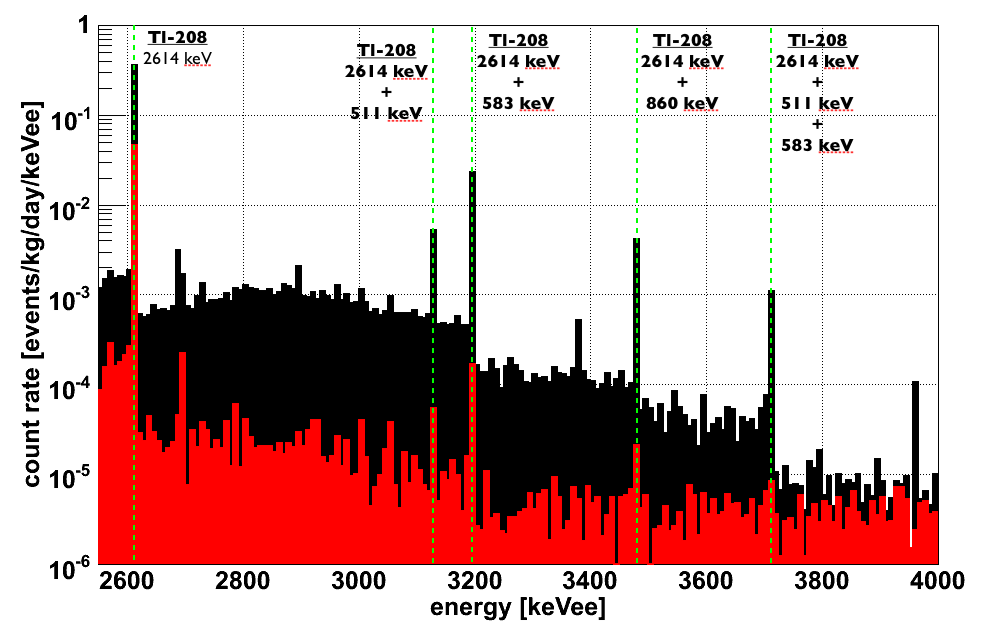 1
10-1
10-2
10-3
10-4
10-5
10-6
count rate [events/kg/day/keVee]
Tl-208
2614 keV
Tl-208
2614 keV
+
511 keV
Tl-208
2614 keV
+
583 keV
Tl-208
2614 keV
+
860 keV
Tl-208
2614 keV
+
511 keV
+
583 keV
2600 2800 3000 3200 3400 3600 3800 4000
energy [keVee]